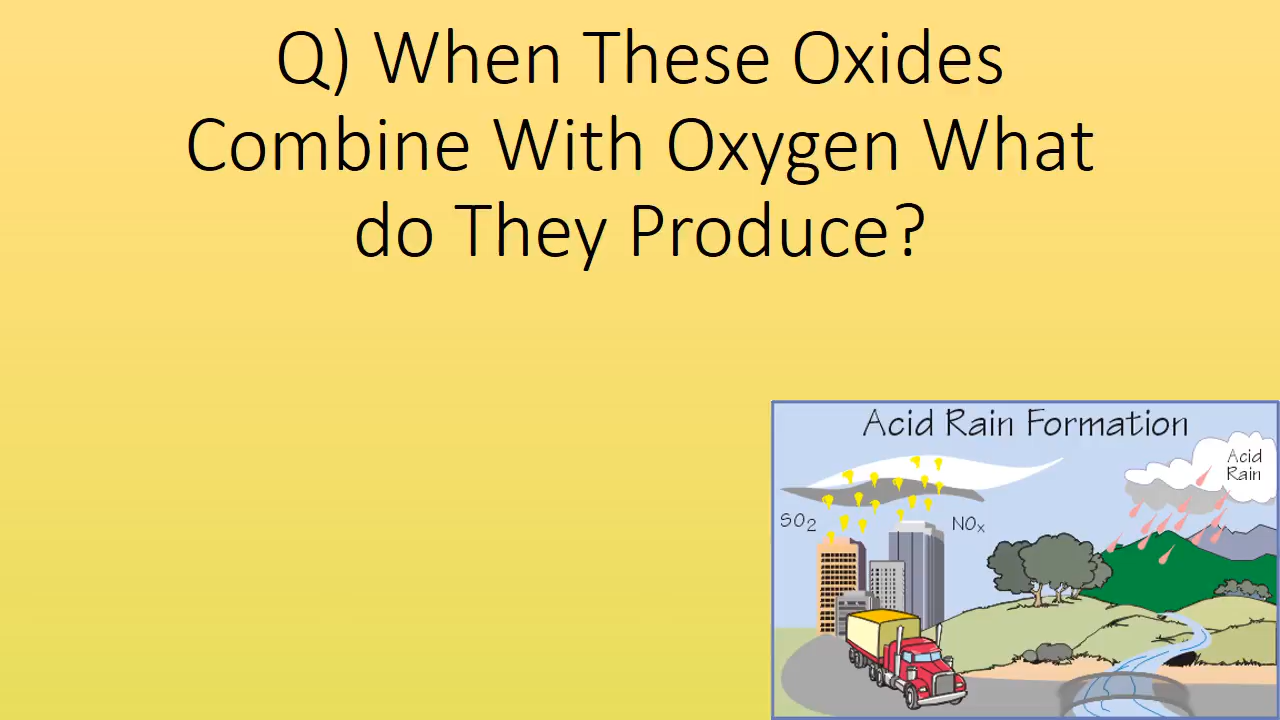 Q) When These Oxides
Combine With Oxygen What
do They Produce?
Acid Rain Formation
Acid
Rain
SO₂
NOₓ